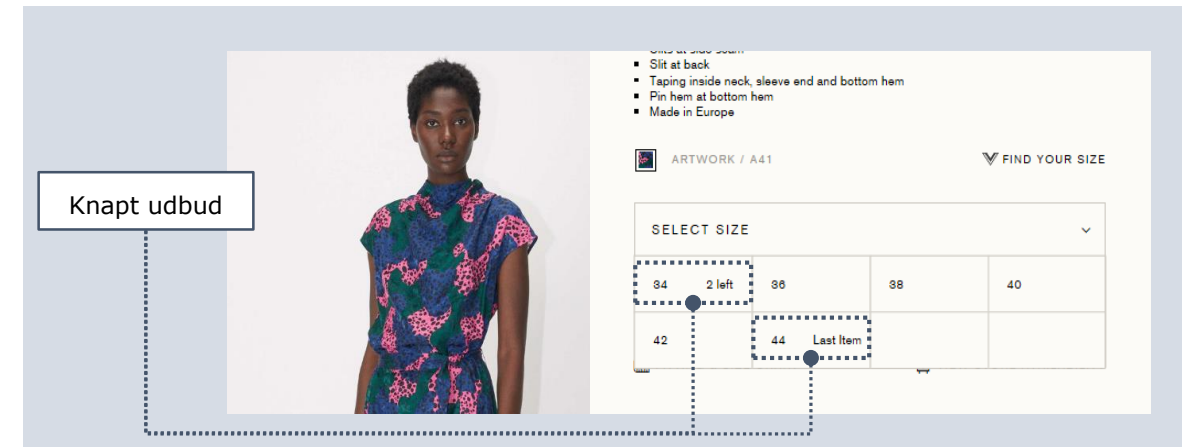 Slit at back
Taping inside neck, sleeve end and bottom hem
Pin hem at bottom hem
Made in Europe
ARTWORK / A41
FIND YOUR SIZE
Knapt udbud
SELECT SIZE
34 2 left 36 38 40
42 44 Last Item